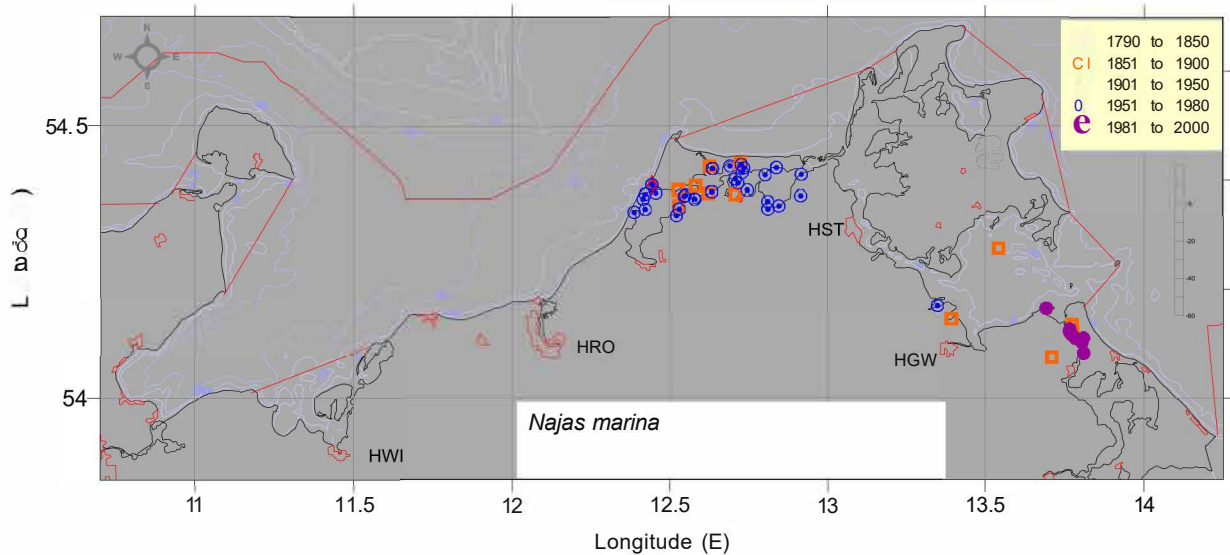 N
W E
S
1790 to 1850
C I 1851 to 1900
1901 to 1950
0 1951 to 1980
e 1981 to 2000
54.5
54
HST
HRO
HGW
HWI
-20
-40
-60
Najas marina
11 11.5 12 12.5 13 13.5 14
Longitude (E)